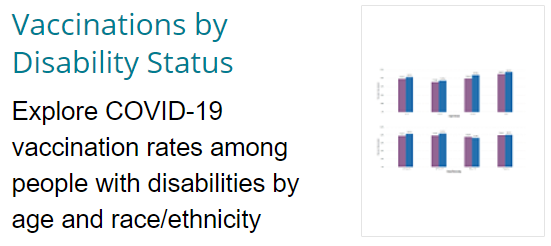 Vaccinations by
Disability Status
Explore COVID-19
vaccination rates among
people with disabilities by
age and race/ethnicity